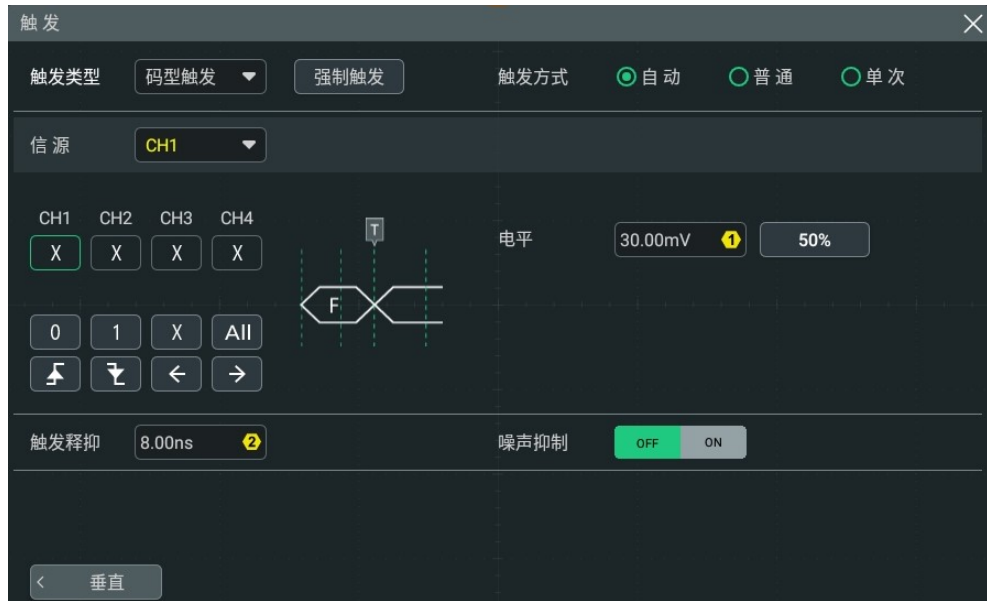 触发
触发类型 码型触发 强制触发 触发方式 自动 普通 单次
信源 CH1
CH1 CH2 CH3 CH4
X X X X
T
F
电平 30.00mV 1 50%
0 1 X All
触发释抑 8.00ns 2 噪声抑制 OFF ON
垂直